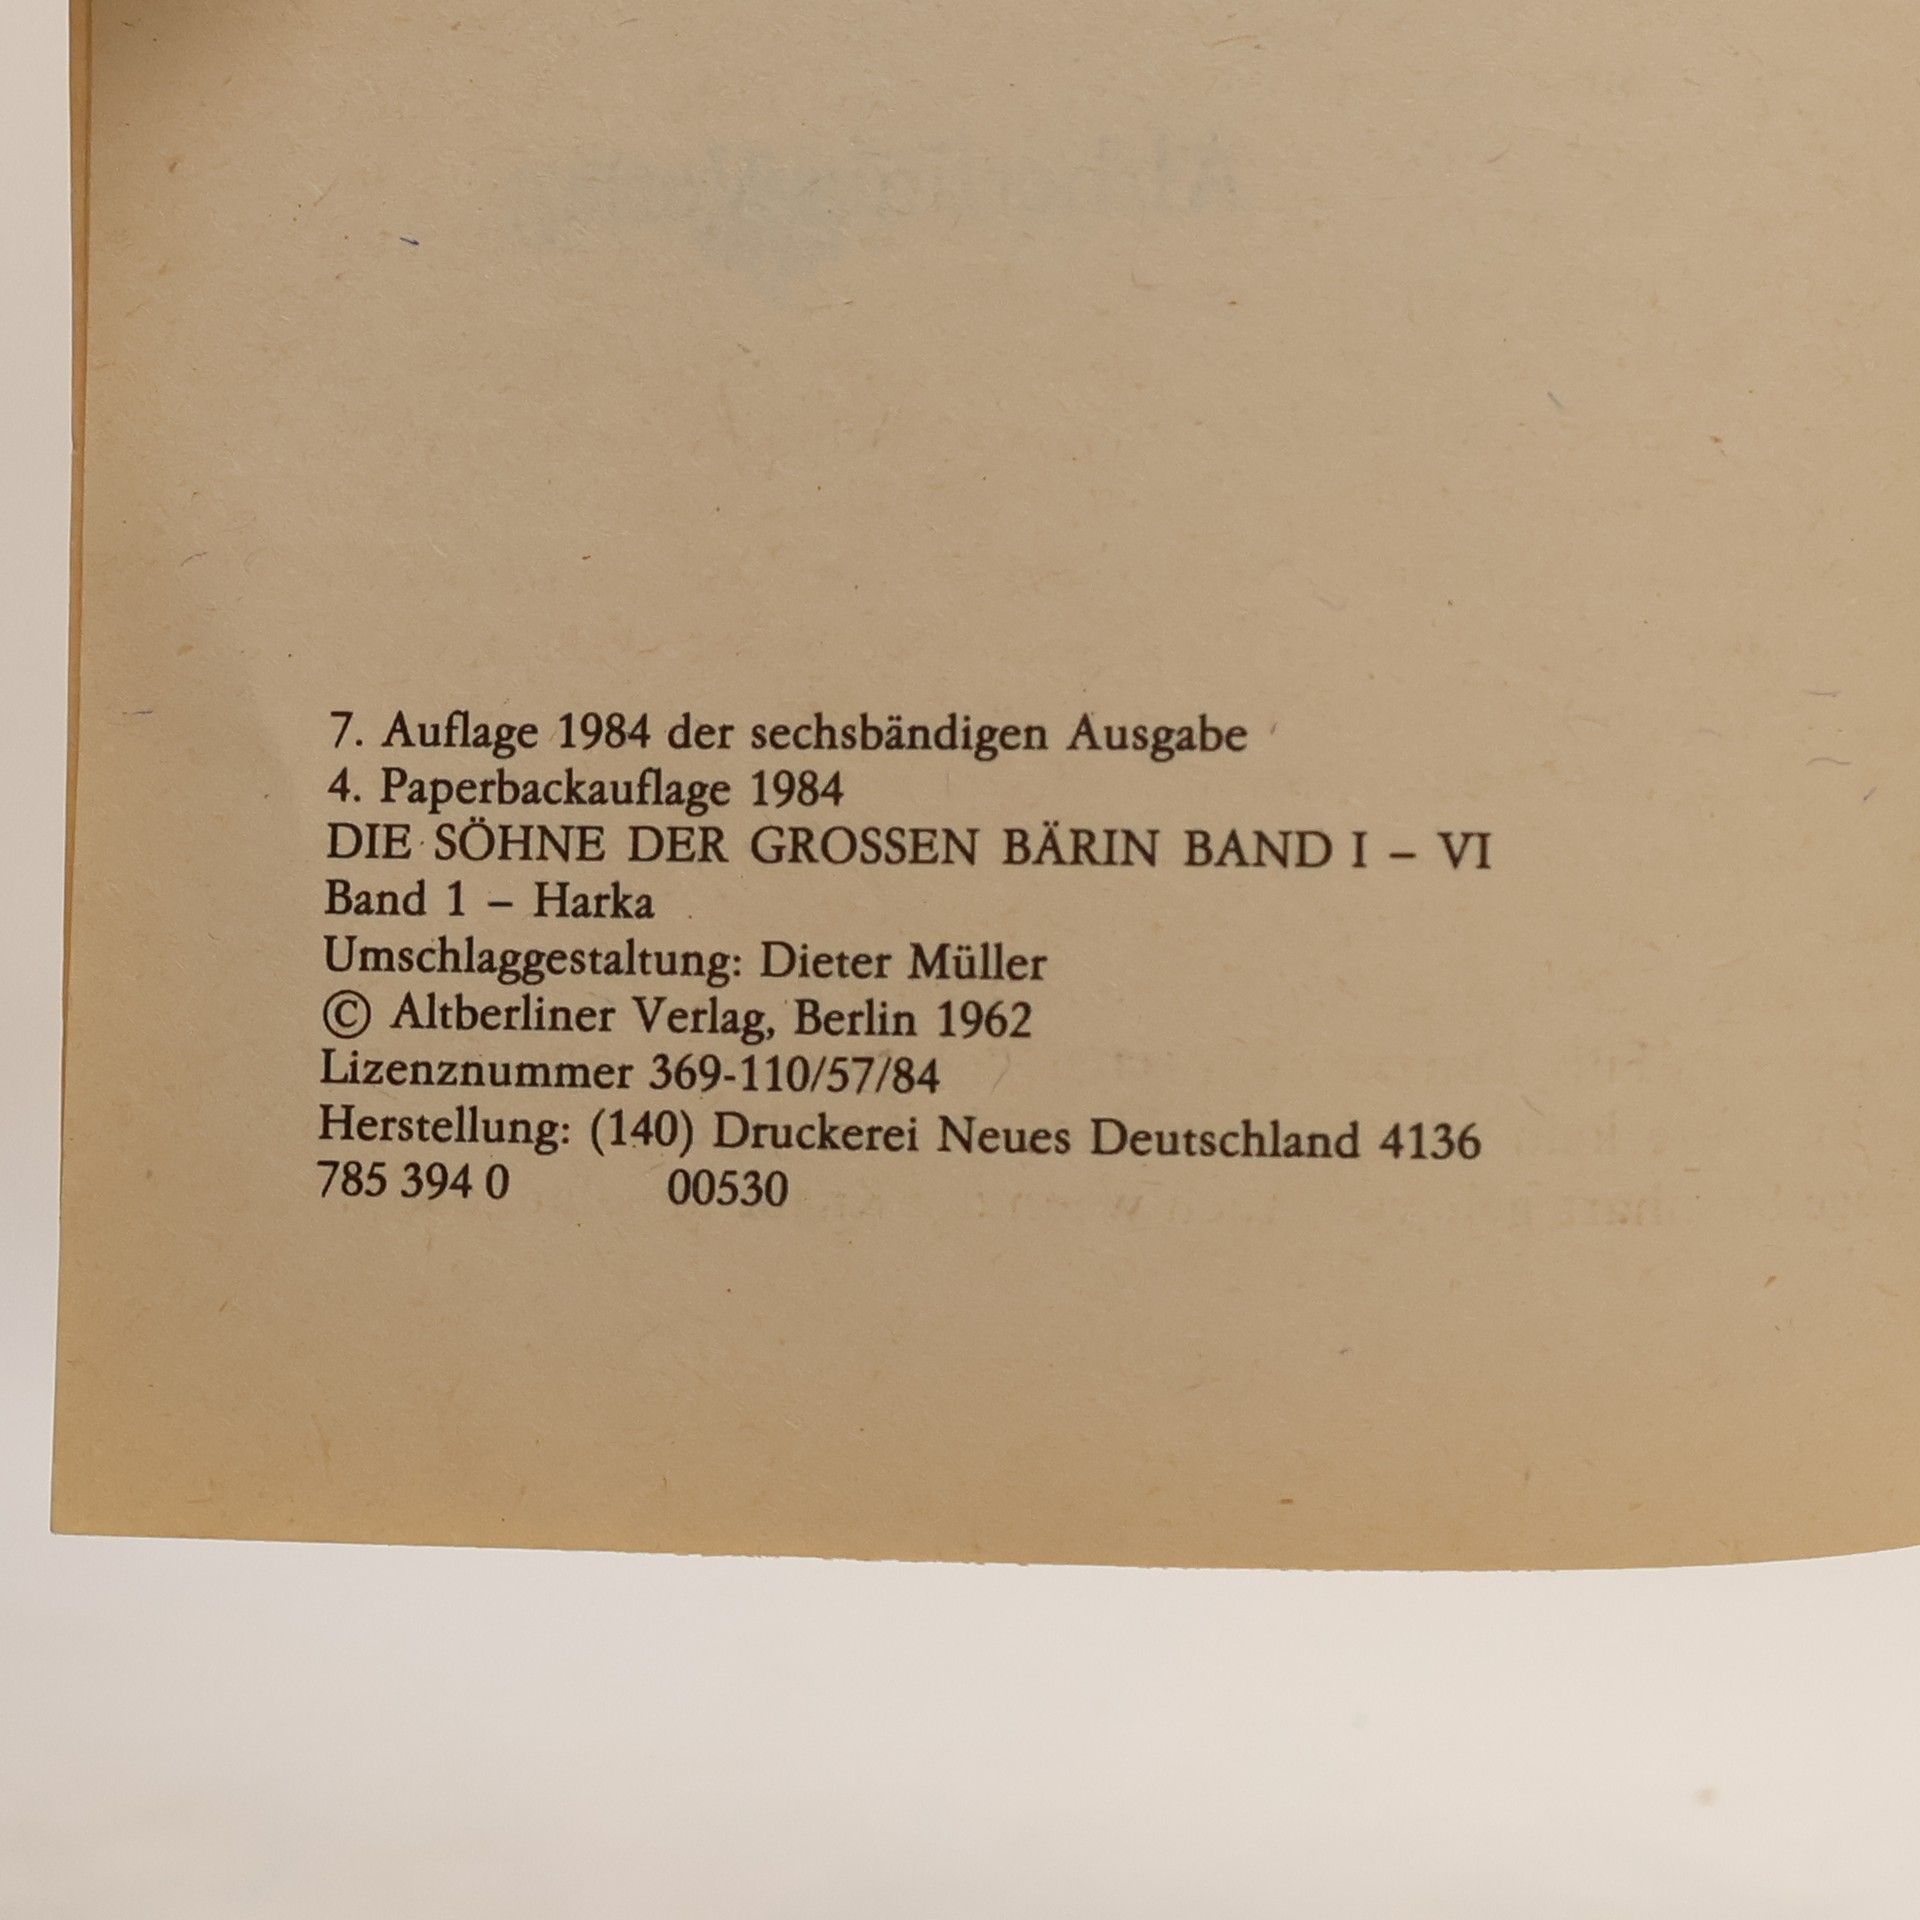 7. Auflage 1984 der sechsbändigen Ausgabe
4. Paperbackauflage 1984
DIE SÖHNE DER GROSSEN BÄRIN BAND I – VI
Band 1 – Harka
Umschlaggestaltung: Dieter Müller
© Altberliner Verlag, Berlin 1962
Lizenznummer 369-110/57/84
Herstellung: (140) Druckerei Neues Deutschland 4136
785 394 0 00530